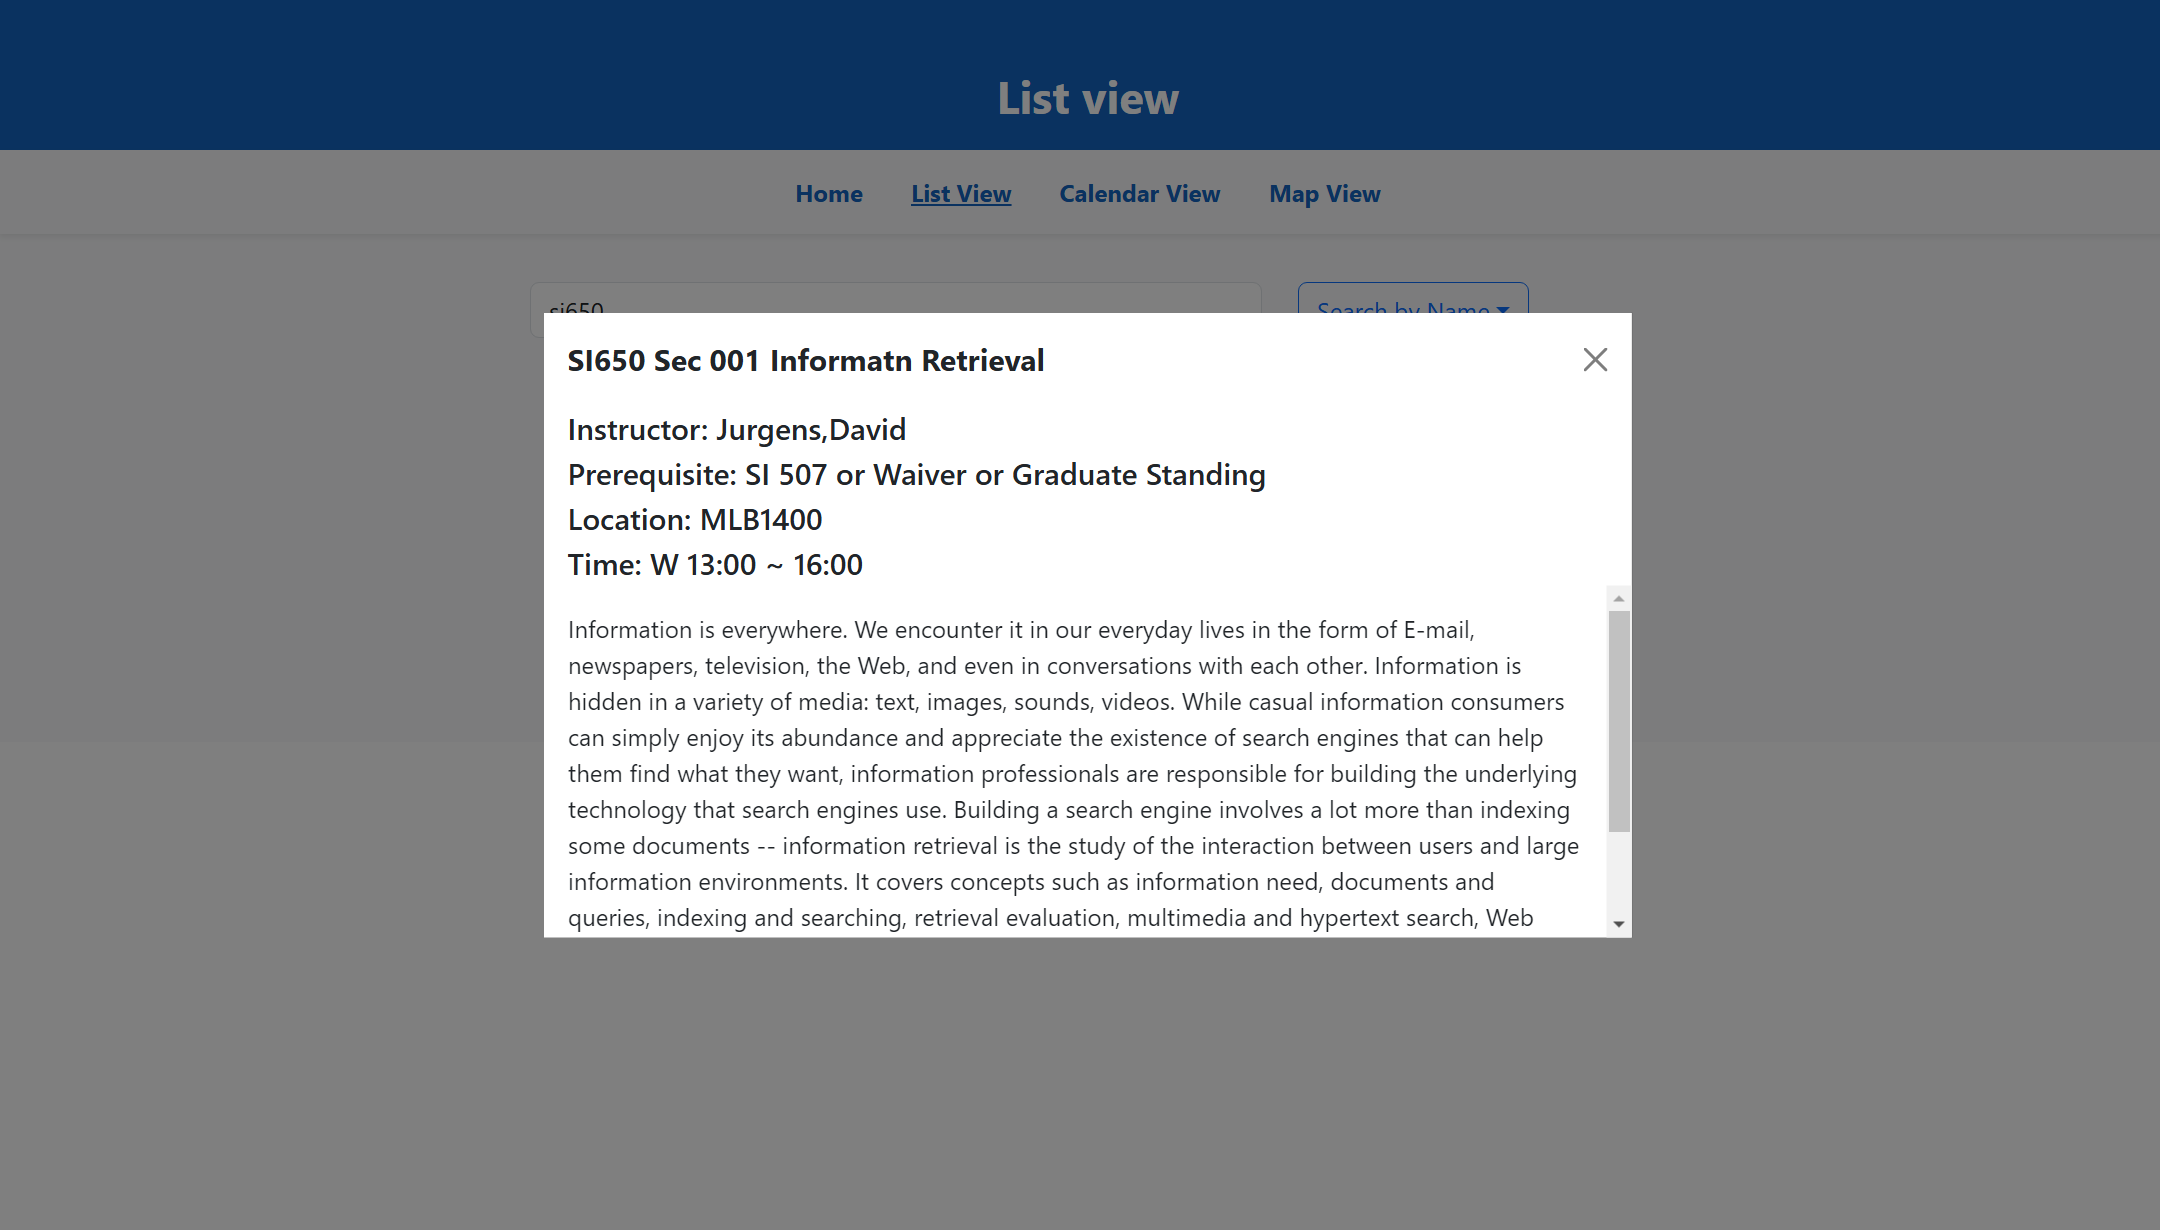 List view
Home List View Calendar View Map View
si650 Search by Name
SI650 Sec 001 Informatn Retrieval
Instructor: Jurgens,David
Prerequisite: SI 507 or Waiver or Graduate Standing
Location: MLB1400
Time: W 13:00 ~ 16:00
Information is everywhere. We encounter it in our everyday lives in the form of E-mail,
newspapers, television, the Web, and even in conversations with each other. Information is
hidden in a variety of media: text, images, sounds, videos. While casual information consumers
can simply enjoy its abundance and appreciate the existence of search engines that can help
them find what they want, information professionals are responsible for building the underlying
technology that search engines use. Building a search engine involves a lot more than indexing
some documents -- information retrieval is the study of the interaction between users and large
information environments. It covers concepts such as information need, documents and
queries, indexing and searching, retrieval evaluation, multimedia and hypertext search, Web